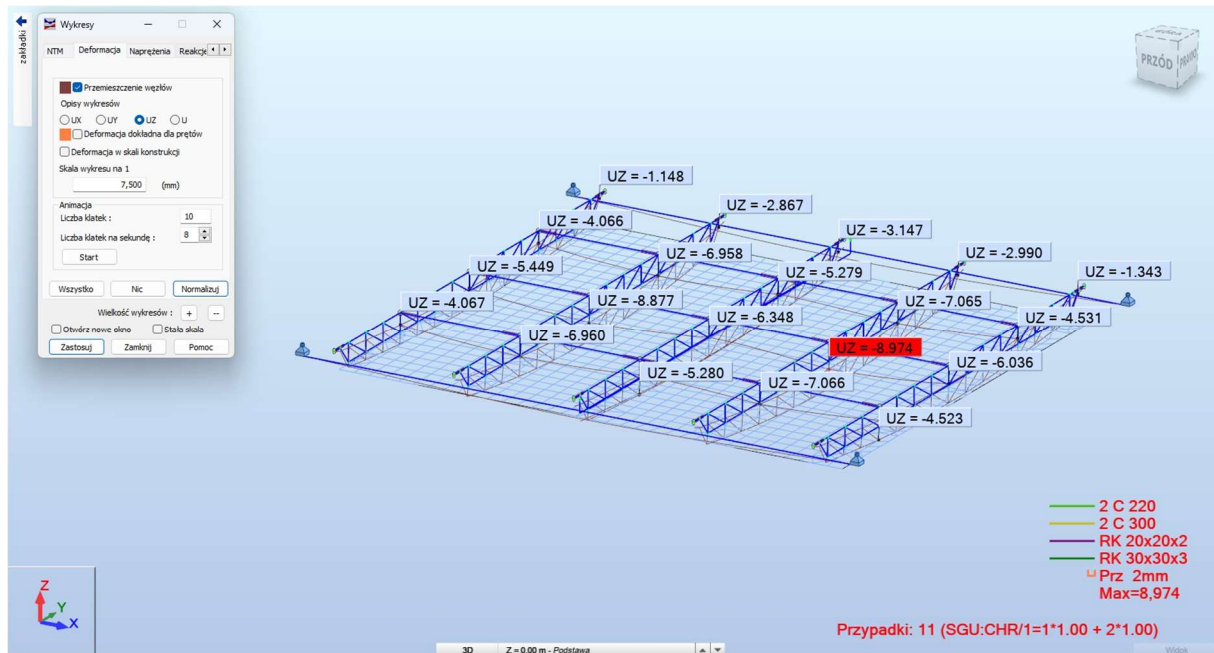 zakładki
Wykresy
NTM Deformacja Naprężenia Reakcje
Przemieszczenie węzłów
Opisy wykresów
UX UY UZ U
Deformacja dokładna dla prętów
Deformacja w skali konstrukcji
Skala wykresu na 1
7,500 (mm)
Animacja
Liczba klatek : 10
Liczba klatek na sekundę : 8
Start
Wszystko Nic Normalizuj
Wielkość wykresów : + --
Otwórz nowe okno Stała skala
Zastosuj Zamknij Pomoc
PRZÓD
UZ = -1.148
UZ = -2.867
UZ = -4.066
UZ = -3.147
UZ = -6.958
UZ = -2.990
UZ = -5.449
UZ = -5.279
UZ = -1.343
UZ = -4.067
UZ = -8.877
UZ = -7.065
UZ = -6.348
UZ = -4.531
UZ = -6.960
UZ = -8.974
UZ = -6.036
UZ = -5.280
UZ = -7.066
UZ = -4.523
2 C 220
2 C 300
RK 20x20x2
RK 30x30x3
Prz 2mm
Max=8,974
Przypadki: 11 (SGU:CHR/1=1*1.00 + 2*1.00)
Z
Y
X
3D Z = 0,00 m - Podstawa
Widok